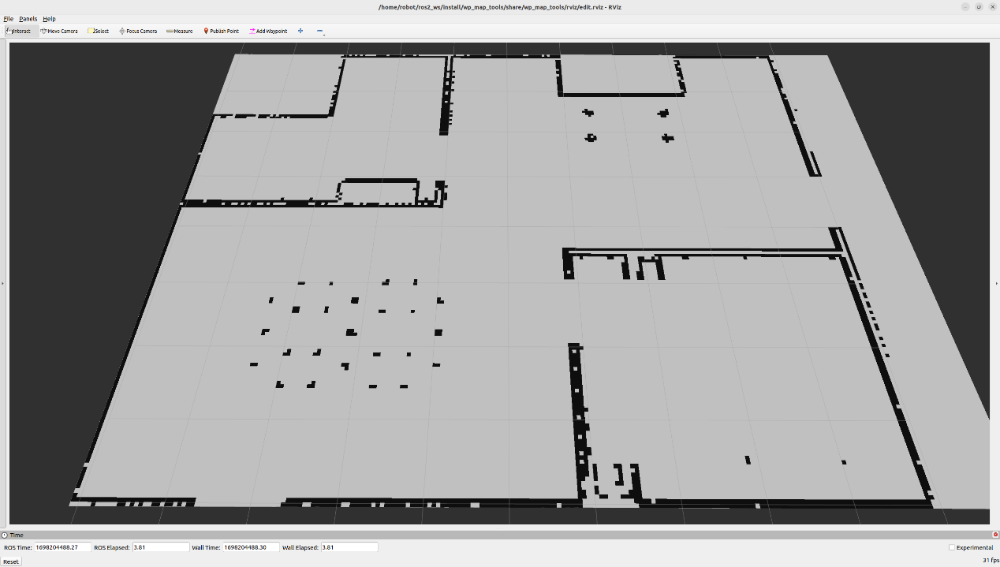 /home/robot/ros2_ws/install/wp_map_tools/share/wp_map_tools/rviz/edit.rviz - RViz
File Panels Help
Interact Move Camera Select Focus Camera Measure Publish Point Add Waypoint
Time
ROS Time: 1698204488.27 ROS Elapsed: 3.81 Wall Time: 1698204488.30 Wall Elapsed: 3.81 Experimental
Reset 31 fps